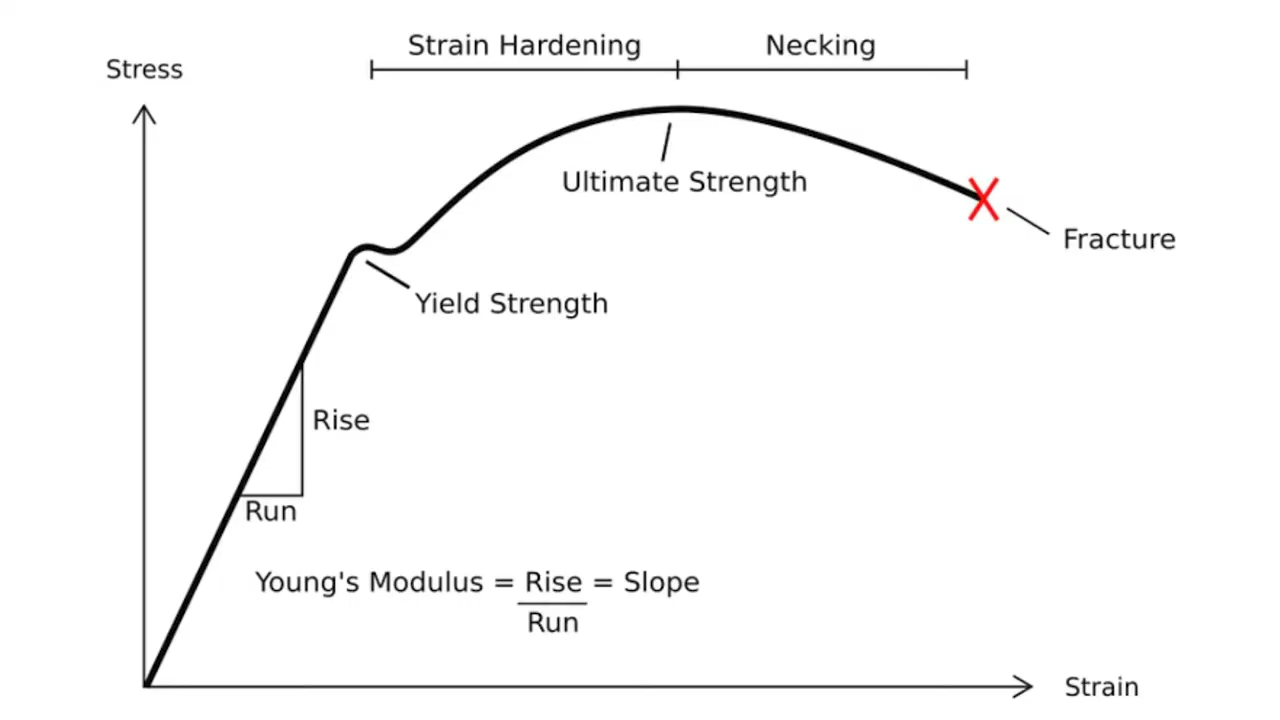 Strain Hardening
Necking
Stress
Ultimate Strength
Fracture
Yield Strength
Rise
Run
Young's Modulus = Rise = Slope
Run
Strain